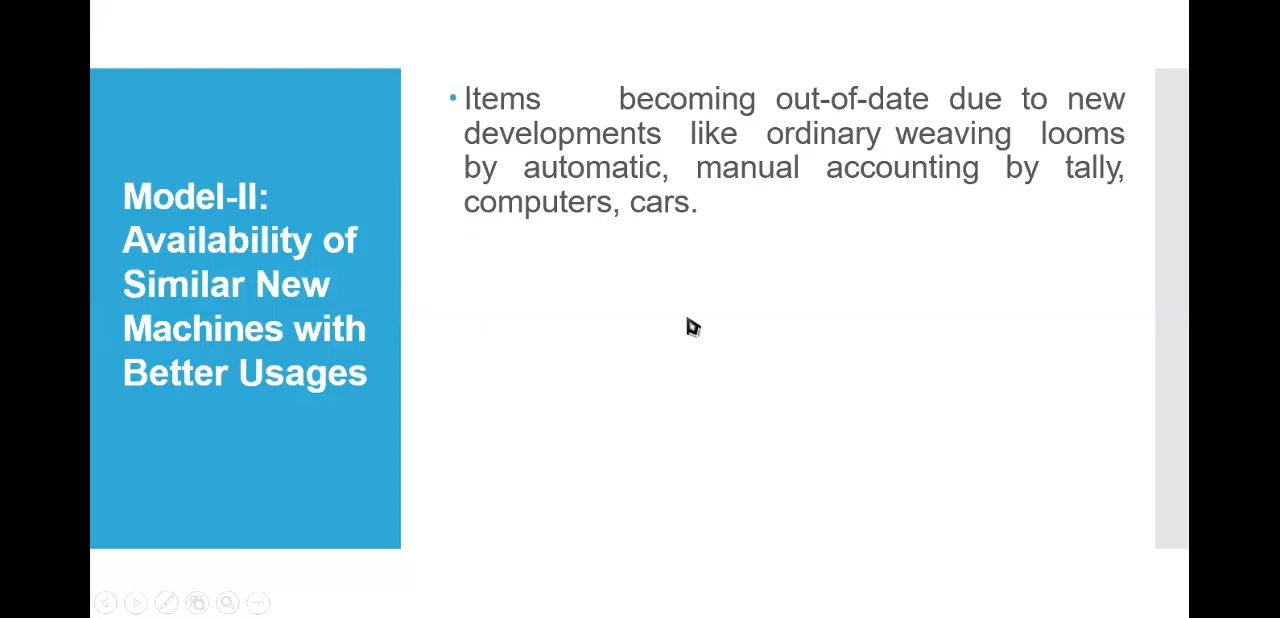 Model-II:
Availability of
Similar New
Machines with
Better Usages
• Items becoming out-of-date due to new
developments like ordinary weaving looms
by automatic, manual accounting by tally,
computers, cars.